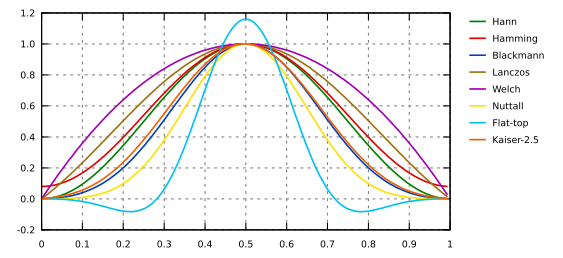 1.2
1.0
0.8
0.6
0.4
0.2
0.0
-0.2
0 0.1 0.2 0.3 0.4 0.5 0.6 0.7 0.8 0.9 1
Hann
Hamming
Blackmann
Lanczos
Welch
Nuttall
Flat-top
Kaiser-2.5